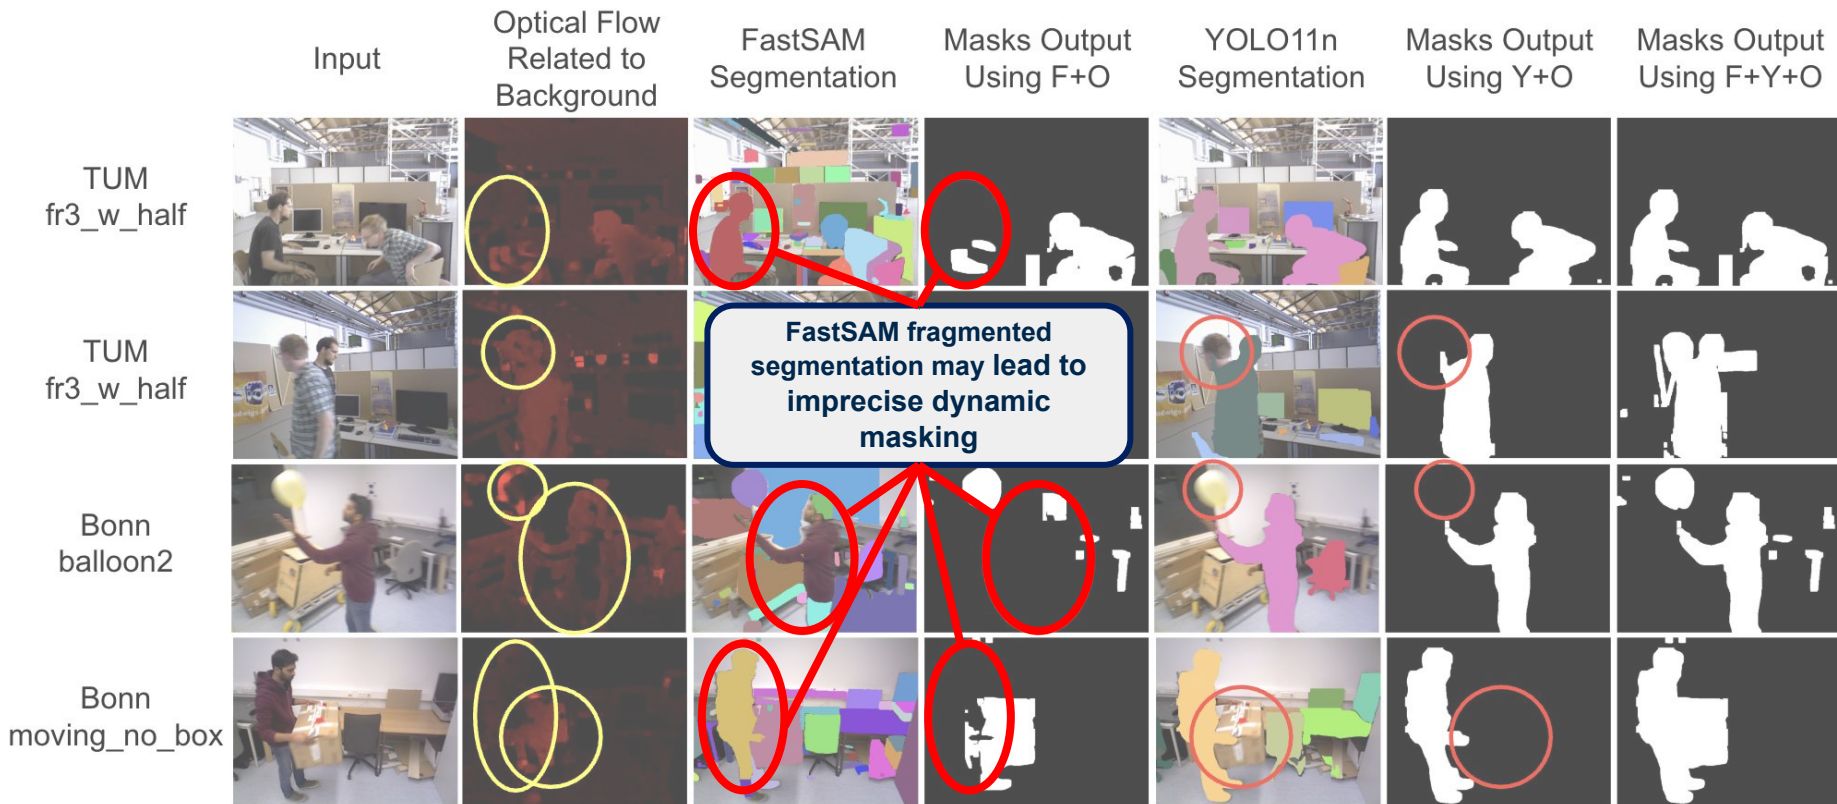 Input
Optical Flow
Related to
Background
FastSAM
Segmentation
Masks Output
Using F+O
YOLO11n
Segmentation
Masks Output
Using Y+O
Masks Output
Using F+Y+O
TUM
fr3_w_half
TUM
fr3_w_half
FastSAM fragmented
segmentation may lead to
imprecise dynamic
masking
Bonn
balloon2
Bonn
moving_no_box